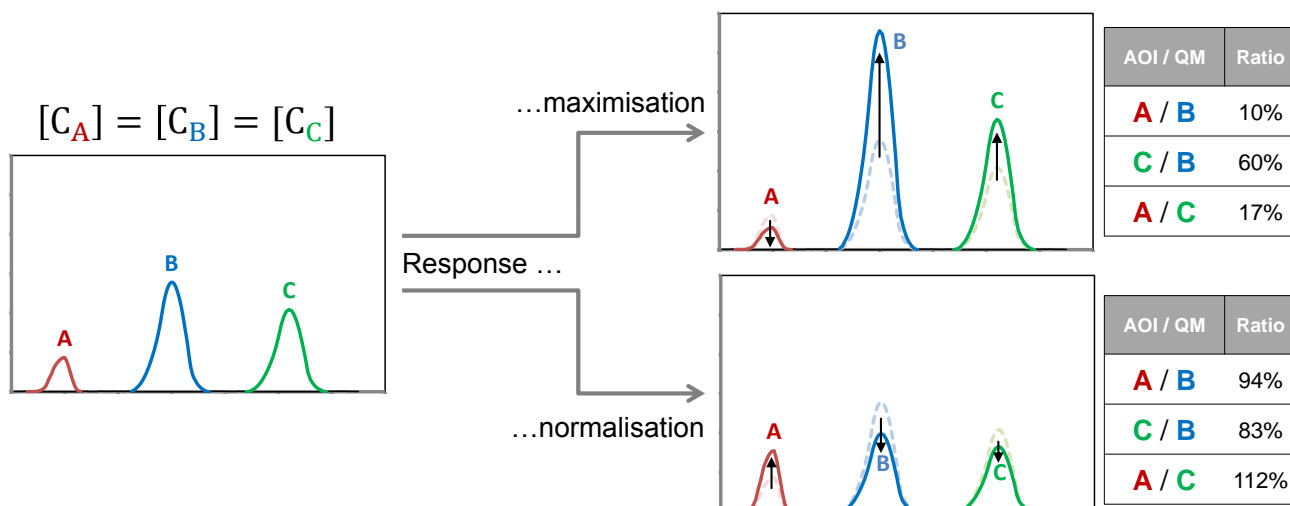 [C_A] = [C_B] = [C_C]
A
B
C
Response ...
...maximisation
A
B
C
AOI / QM Ratio
A / B 10%
C / B 60%
A / C 17%
...normalisation
A
B
C
AOI / QM Ratio
A / B 94%
C / B 83%
A / C 112%